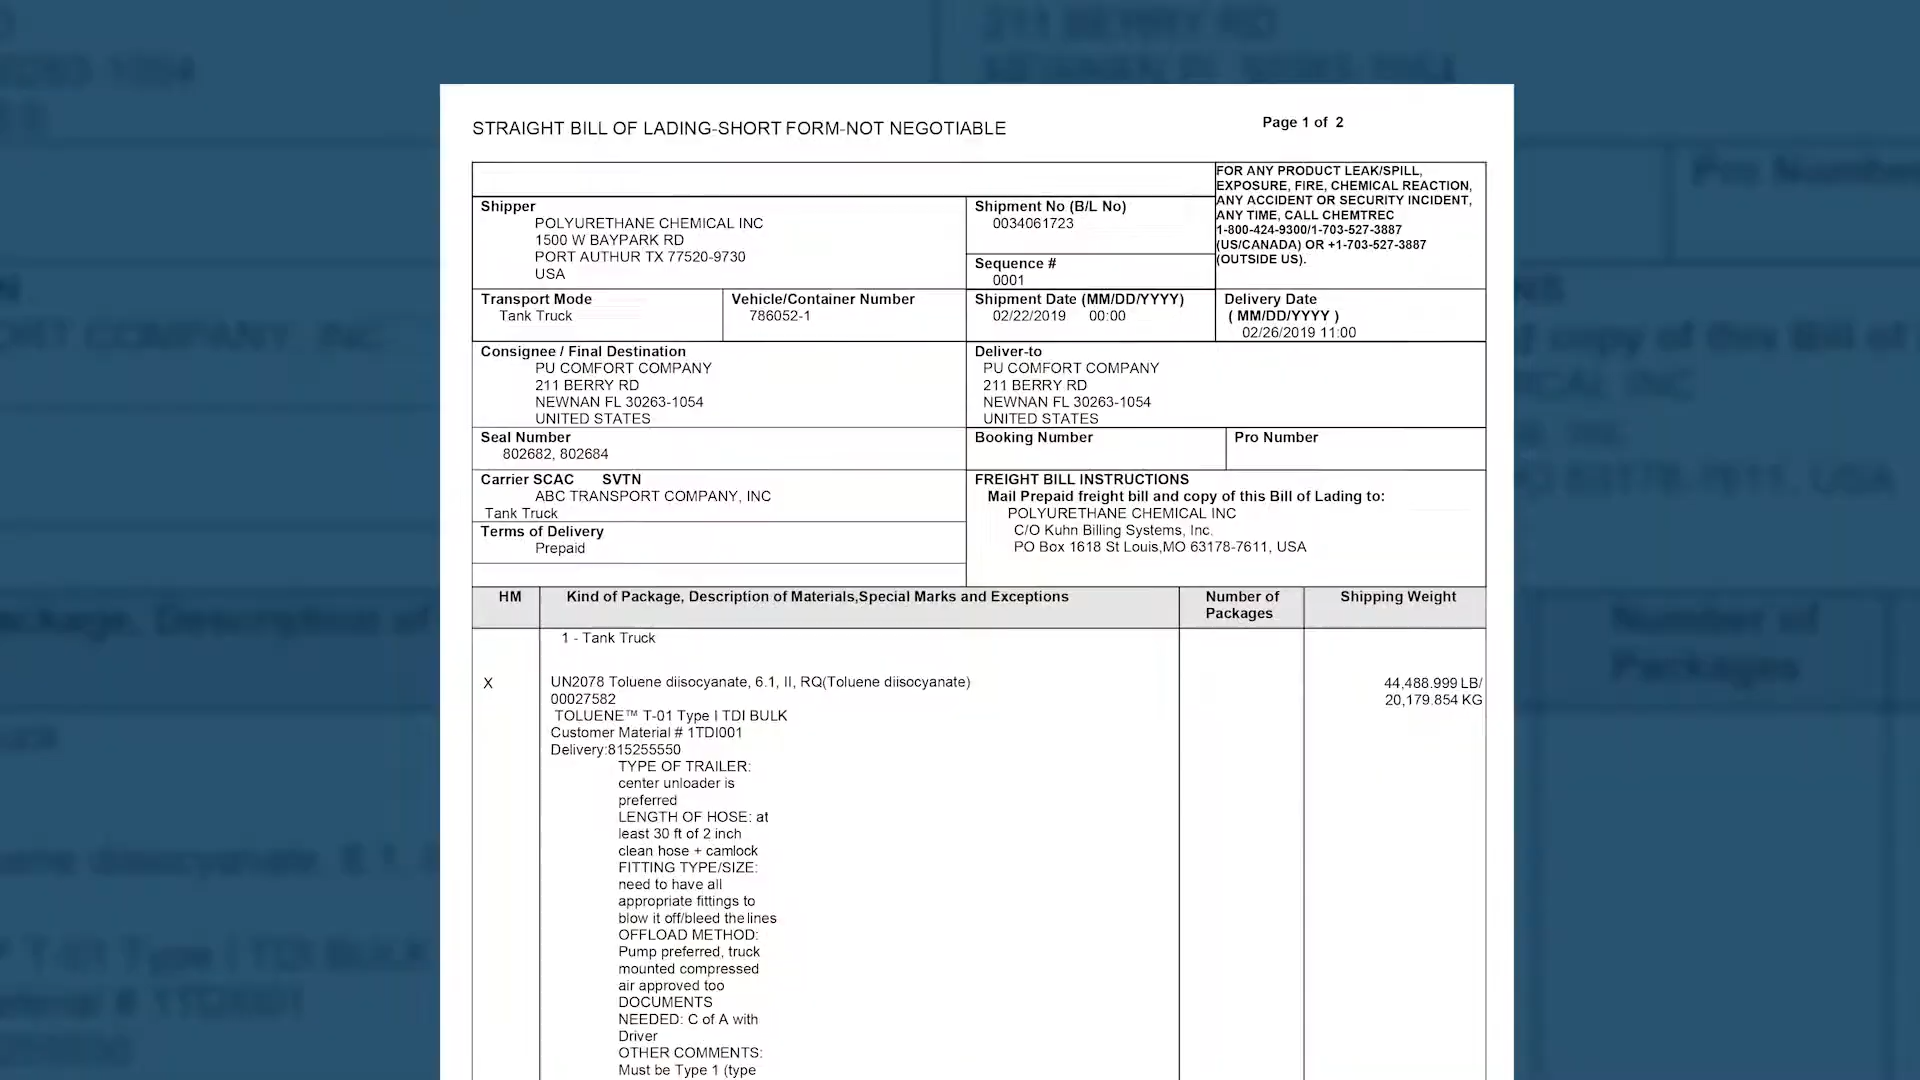 STRAIGHT BILL OF LADING-SHORT FORM-NOT NEGOTIABLE
Page 1 of 2
FOR ANY PRODUCT LEAK/SPILL,
EXPOSURE, FIRE, CHEMICAL REACTION,
ANY ACCIDENT OR SECURITY INCIDENT,
ANY TIME, CALL CHEMTREC
1-800-424-9300/1-703-527-3887
(US/CANADA) OR +1-703-527-3887
(OUTSIDE US).
Shipper
POLYURETHANE CHEMICAL INC
1500 W BAYPARK RD
PORT AUTHUR TX 77520-9730
USA
Shipment No (B/L No)
0034061723
Sequence #
0001
Transport Mode
Tank Truck
Vehicle/Container Number
786052-1
Shipment Date (MM/DD/YYYY)
02/22/2019 00:00
Delivery Date
( MM/DD/YYYY )
02/26/2019 11:00
Consignee / Final Destination
PU COMFORT COMPANY
211 BERRY RD
NEWNAN FL 30263-1054
UNITED STATES
Deliver-to
PU COMFORT COMPANY
211 BERRY RD
NEWNAN FL 30263-1054
UNITED STATES
Seal Number
802682, 802684
Booking Number
Pro Number
Carrier SCAC SVTN
ABC TRANSPORT COMPANY, INC
Tank Truck
Terms of Delivery
Prepaid
FREIGHT BILL INSTRUCTIONS
Mail Prepaid freight bill and copy of this Bill of Lading to:
POLYURETHANE CHEMICAL INC
C/O Kuhn Billing Systems, Inc.
PO Box 1618 St Louis,MO 63178-7611, USA
HM
Kind of Package, Description of Materials,Special Marks and Exceptions
Number of
Packages
Shipping Weight
1 - Tank Truck
X
UN2078 Toluene diisocyanate, 6.1, II, RQ(Toluene diisocyanate)
44,488.999 LB/
00027582
20,179.854 KG
TOLUENE™ T-01 Type I TDI BULK
Customer Material # 1TDI001
Delivery:815255550
TYPE OF TRAILER:
center unloader is
preferred
LENGTH OF HOSE: at
least 30 ft of 2 inch
clean hose + camlock
FITTING TYPE/SIZE:
need to have all
appropriate fittings to
blow it off/bleed the lines
OFFLOAD METHOD:
Pump preferred, truck
mounted compressed
air approved too
DOCUMENTS
NEEDED: C of A with
Driver
OTHER COMMENTS:
Must be Type 1 (type